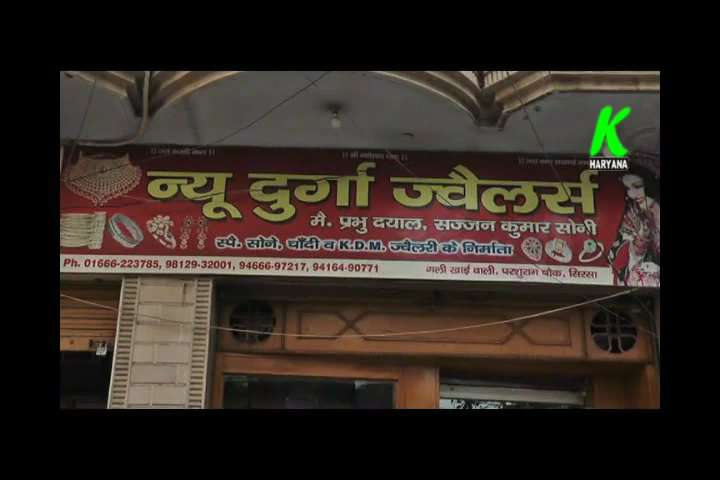 K
HARYANA
न्यू दुर्गा ज्वैलर्स
मै. प्रभु दयाल, सज्जन कुमार सोनी
स्पै. सोने, चाँदी व K.D.M. ज्वैलरी के निर्माता
Ph. 01666-223785, 98129-32001, 94666-97217, 94164-90771
गली खाई वाली, परशुराम चौक, सिरसा